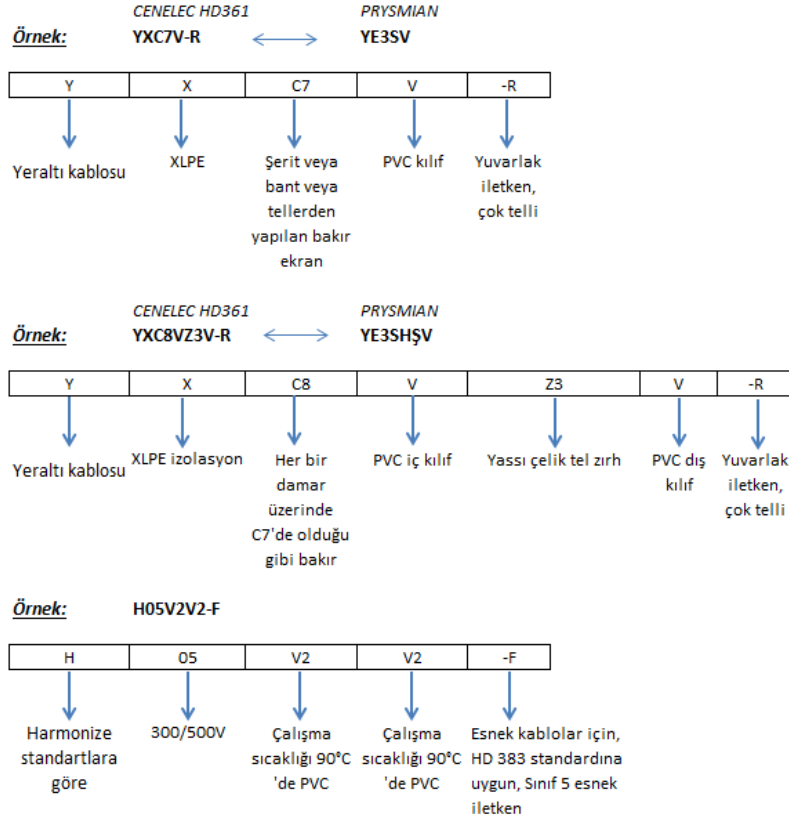 CENELEC HD361 PRYSMIAN
Örnek: YXC7V-R YE3SV
Y X C7 V -R
Yeraltı kablosu
XLPE
Şerit veya
bant veya
tellerden
yapılan bakır
ekran
PVC kılıf
Yuvarlak
iletken,
çok telli
CENELEC HD361 PRYSMIAN
Örnek: YXC8VZ3V-R YE3SHŞV
Y X C8 V Z3 V -R
Yeraltı kablosu
XLPE izolasyon
Her bir
damar
üzerinde
C7'de olduğu
gibi bakır
PVC iç kılıf
Yassı çelik tel zırh
PVC dış
kılıf
Yuvarlak
iletken,
çok telli
Örnek: H05V2V2-F
H 05 V2 V2 -F
Harmonize
standartlara
göre
300/500V
Çalışma
sıcaklığı 90°C
'de PVC
Çalışma
sıcaklığı 90°C
'de PVC
Esnek kablolar için,
HD 383 standardına
uygun, Sınıf 5 esnek
iletken